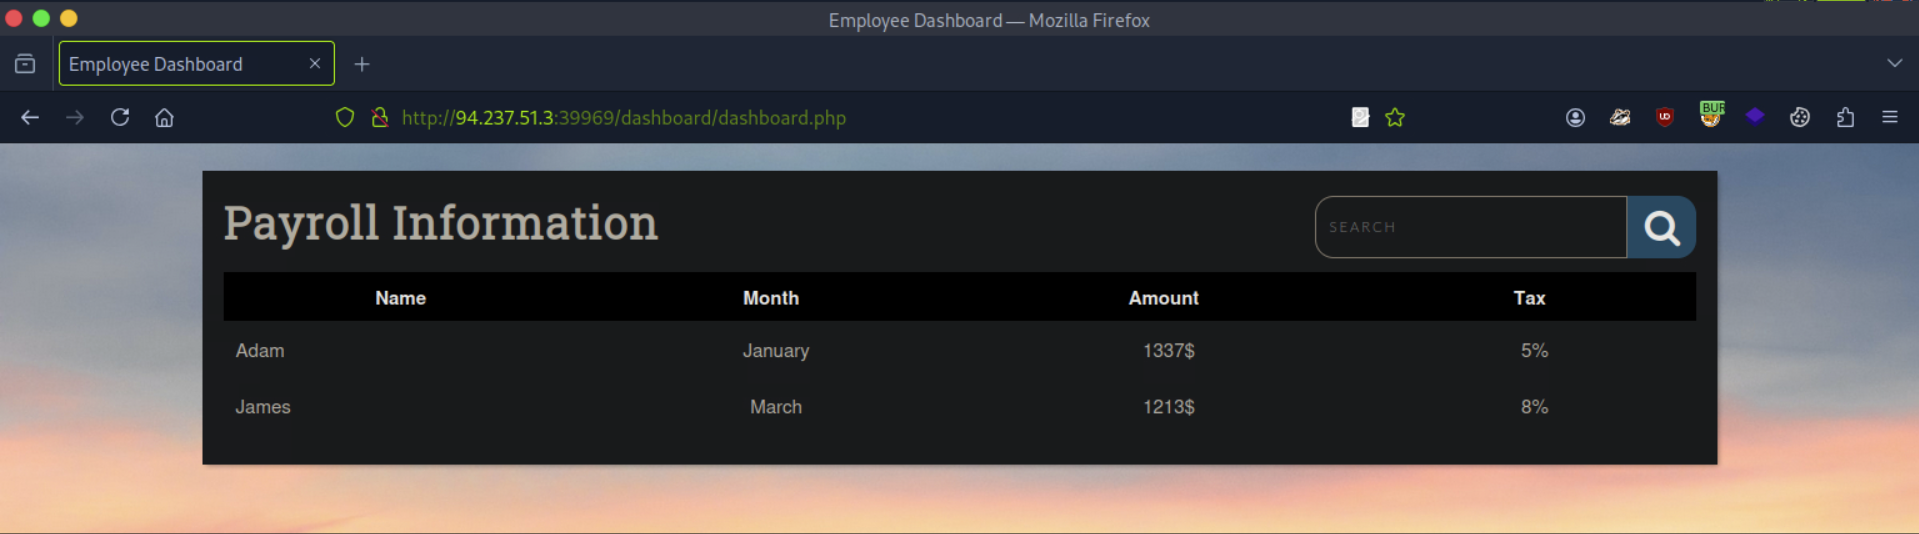 Employee Dashboard — Mozilla Firefox
Employee Dashboard
http://94.237.51.3:39969/dashboard/dashboard.php
UD
BUR
Payroll Information
SEARCH
Name Month Amount Tax
Adam January 1337$ 5%
James March 1213$ 8%